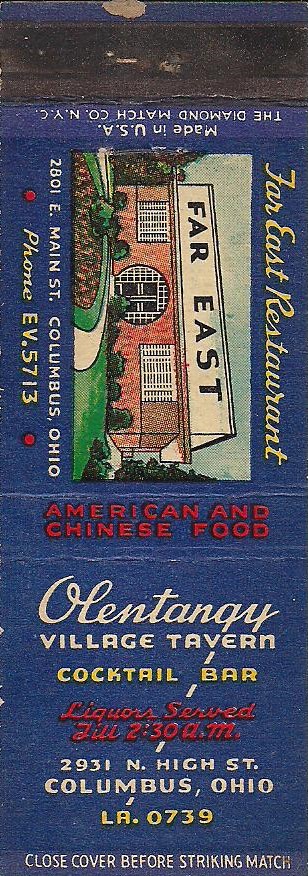 Made in U.S.A.
THE DIAMOND MATCH CO. N.Y.C.
Far East Restaurant
FAR EAST
2801 E. MAIN ST. COLUMBUS, OHIO
• Phone EV. 5713 •
AMERICAN AND
CHINESE FOOD
Olentangy
VILLAGE TAVERN
COCKTAIL BAR
Liquors Served
Till 2:30 a.m.
2931 N. HIGH ST.
COLUMBUS, OHIO
LA. 0739
CLOSE COVER BEFORE STRIKING MATCH